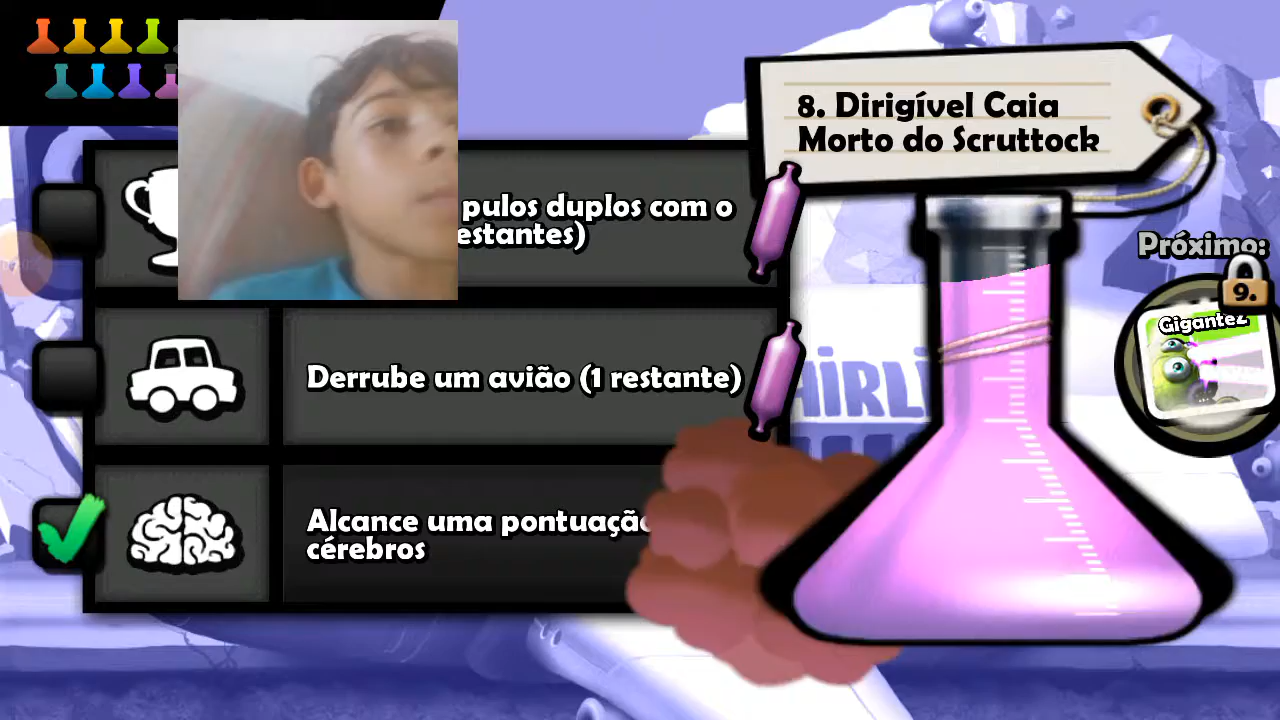 8. Dirigível Caia
Morto do Scruttock
pulos duplos com o
estantes)
Próximo:
9.
Gigantez
Derrube um avião (1 restante)
Alcance uma pontuação
cérebros